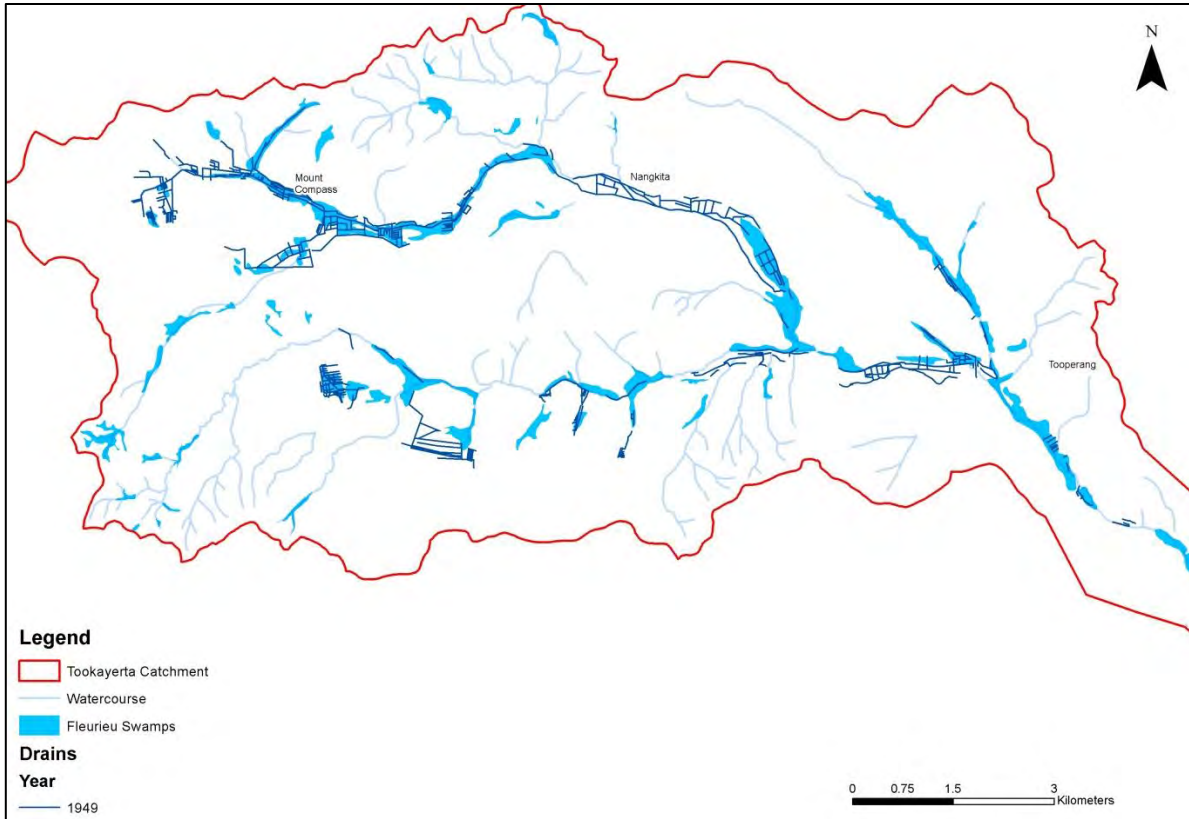 N
Mount
Compass
Nangkita
Tooperang
Legend
Tookayerta Catchment
Watercourse
Fleurieu Swamps
Drains
Year
1949
0 0.75 1.5 3
Kilometers